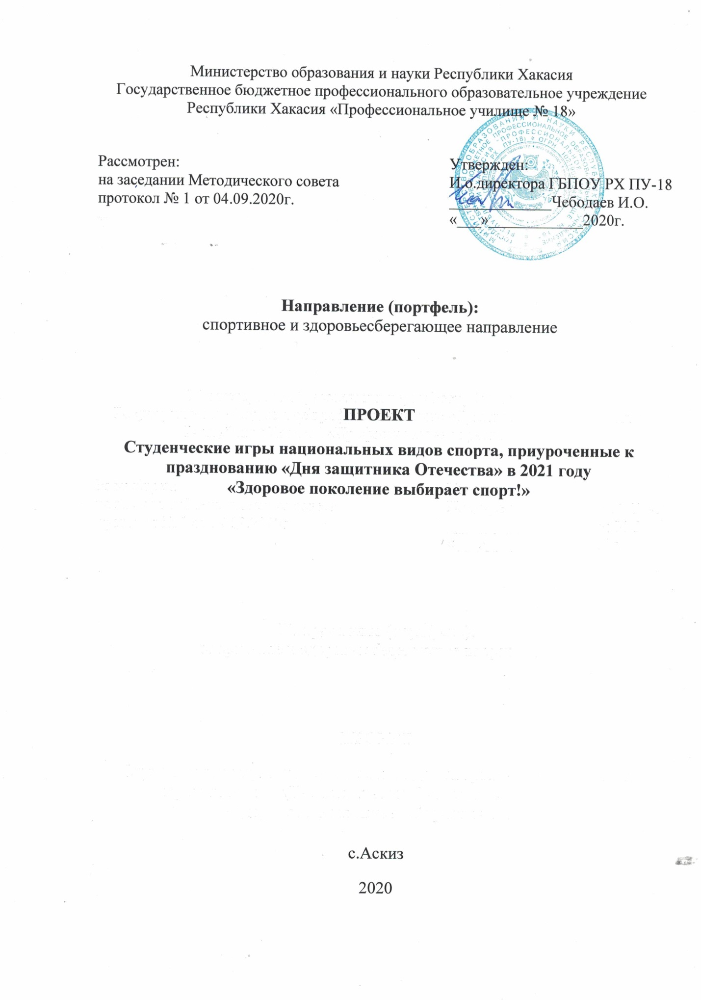 Министерство образования и науки Республики Хакасия
Государственное бюджетное профессионального образовательное учреждение
Республики Хакасия «Профессиональное училище № 18»
Рассмотрен:
на заседании Методического совета
протокол № 1 от 04.09.2020г.
Утвержден:
И.о.директора ГБПОУ РХ ПУ-18
_____________Чебодаев И.О.
«___»____________2020г.
Направление (портфель):
спортивное и здоровьесберегающее направление
ПРОЕКТ
Студенческие игры национальных видов спорта, приуроченные к
празднованию «Дня защитника Отечества» в 2021 году
«Здоровое поколение выбирает спорт!»
с.Аскиз
2020